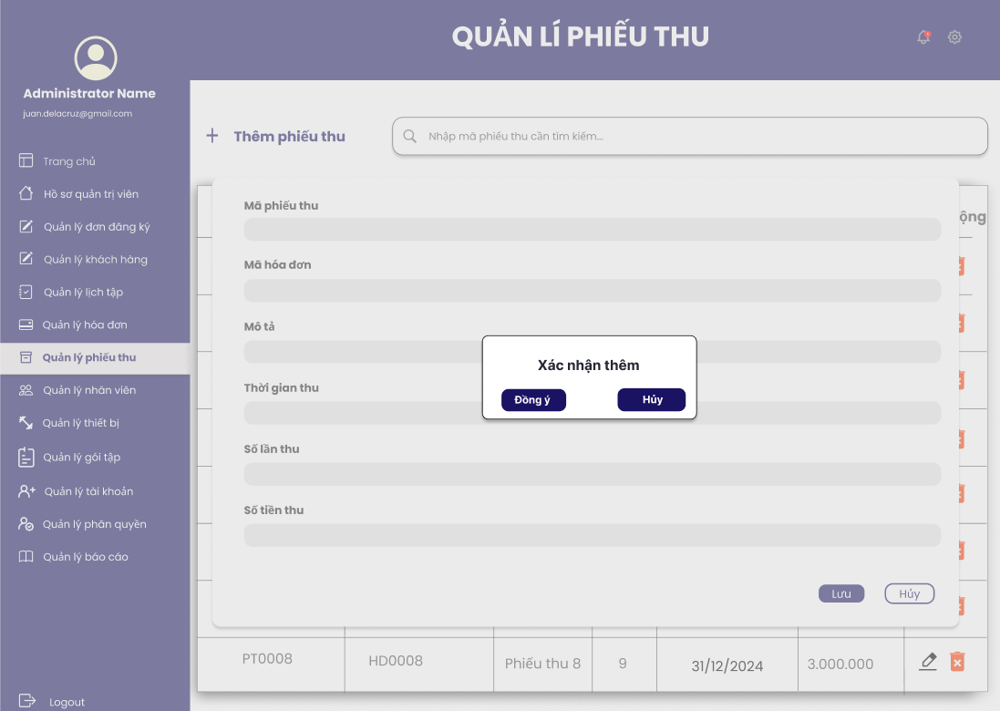 QUẢN LÍ PHIẾU THU
Administrator Name
juan.delacruz@gmail.com
Trang chủ
Hồ sơ quản trị viên
Quản lý đơn đăng ký
Quản lý khách hàng
Quản lý lịch tập
Quản lý hóa đơn
Quản lý phiếu thu
Quản lý nhân viên
Quản lý thiết bị
Quản lý gói tập
Quản lý tài khoản
Quản lý phân quyền
Quản lý báo cáo
Logout
Thêm phiếu thu
Nhập mã phiếu thu cần tìm kiếm...
ộng
Mã phiếu thu
Mã hóa đơn
Mô tả
Thời gian thu
Số lần thu
Số tiền thu
Xác nhận thêm
Đồng ý Hủy
Lưu Hủy
PT0008 HD0008 Phiếu thu 8 9 31/12/2024 3.000.000